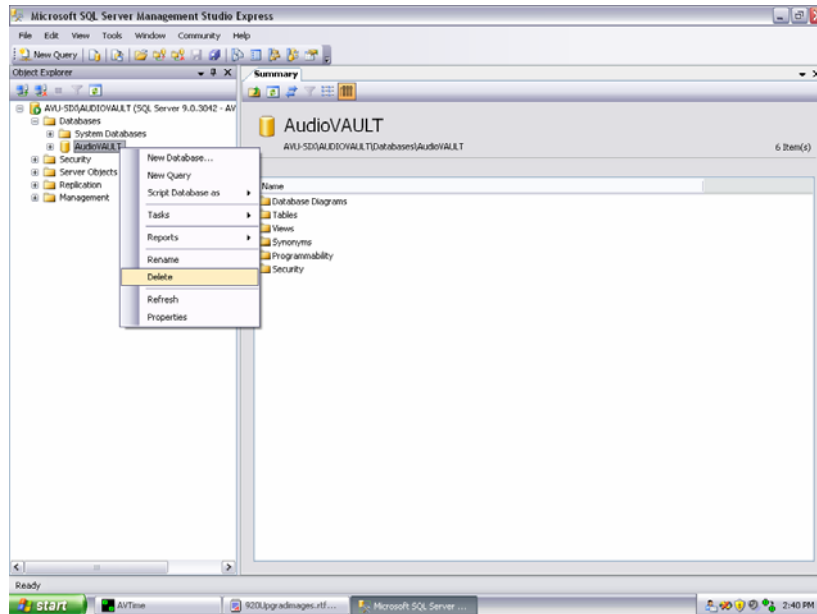 Microsoft SQL Server Management Studio Express
File Edit View Tools Window Community Help
New Query
Object Explorer
Summary
AVU-SDI\AUDIOVAULT (SQL Server 9.0.3042 - AV
Databases
System Databases
AudioVAULT
Security
Server Objects
Replication
Management
New Database...
New Query
Script Database as
Tasks
Reports
Rename
Delete
Refresh
Properties
AudioVAULT
AVU-SDI\AUDIOVAULT\Databases\AudioVAULT
6 Item(s)
Name
Database Diagrams
Tables
Views
Synonyms
Programmability
Security
Ready
start
AVTime
920Upgradimages.rtf ...
Microsoft SQL Server ...
2:40 PM